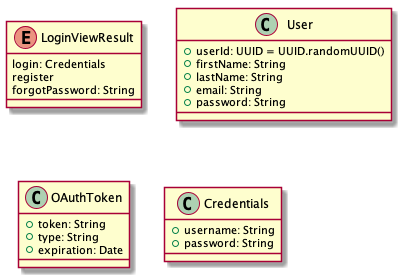 E LoginViewResult
login: Credentials
register
forgotPassword: String
C User
userId: UUID = UUID.randomUUID()
firstName: String
lastName: String
email: String
password: String
C OAuthToken
token: String
type: String
expiration: Date
C Credentials
username: String
password: String